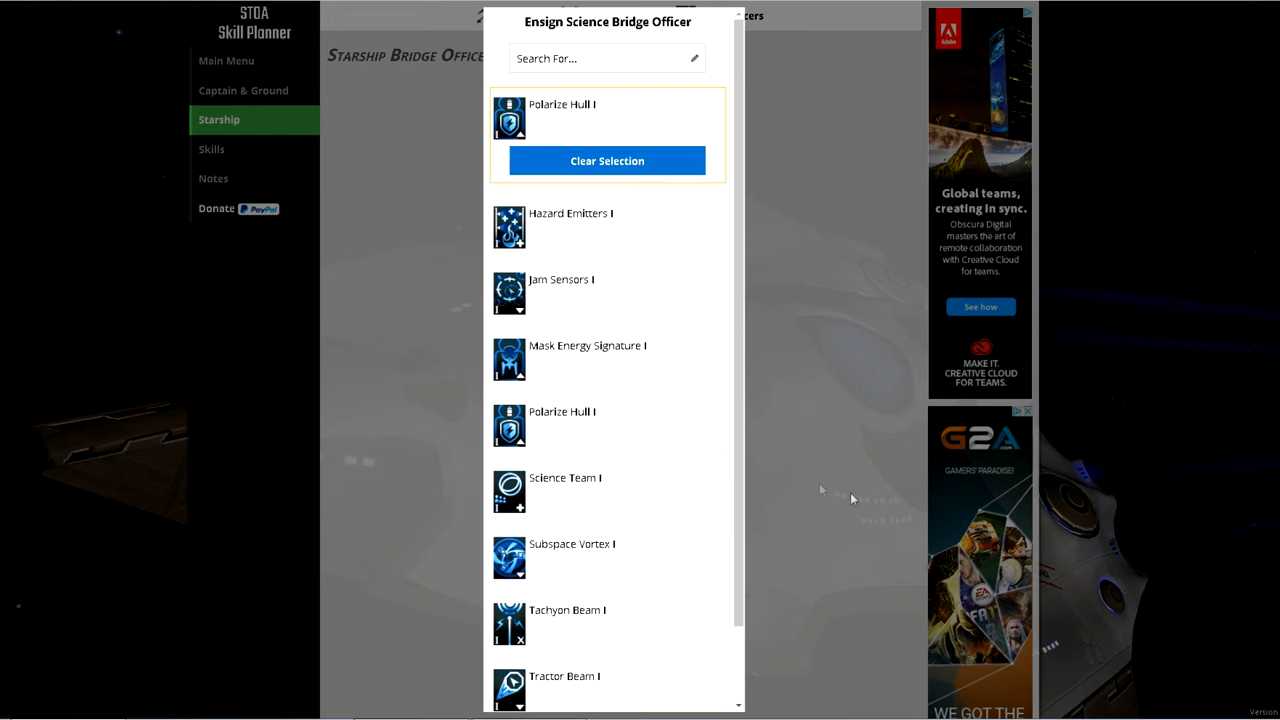 STOA
Skill Planner
Main Menu
Captain & Ground
Starship
Skills
Notes
Donate PayPal
STARSHIP BRIDGE OFFICE
cers
Ensign Science Bridge Officer
Search For...
Polarize Hull I
Clear Selection
Hazard Emitters I
Jam Sensors I
Mask Energy Signature I
Polarize Hull I
Science Team I
Subspace Vortex I
Tachyon Beam I
Tractor Beam I
Adobe
Global teams,
creating in sync.
Obscura Digital
masters the art of
remote collaboration
with Creative Cloud
for teams.
See how
MAKE IT.
CREATIVE CLOUD
FOR TEAMS.
G2A
.COM
GAMERS' PARADISE!
EA
WE GOT THE
Version